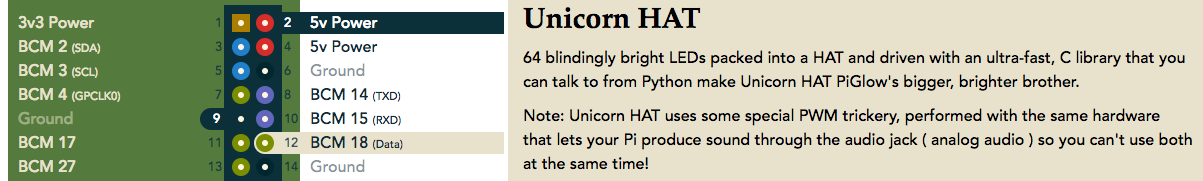 3v3 Power 1 2 5v Power
BCM 2 (SDA) 3 4 5v Power
BCM 3 (SCL) 5 6 Ground
BCM 4 (GPCLK0) 7 8 BCM 14 (TXD)
Ground 9 10 BCM 15 (RXD)
BCM 17 11 12 BCM 18 (Data)
BCM 27 13 14 Ground
Unicorn HAT
64 blindingly bright LEDs packed into a HAT and driven with an ultra-fast, C library that you
can talk to from Python make Unicorn HAT PiGlow's bigger, brighter brother.
Note: Unicorn HAT uses some special PWM trickery, performed with the same hardware
that lets your Pi produce sound through the audio jack ( analog audio ) so you can't use both
at the same time!